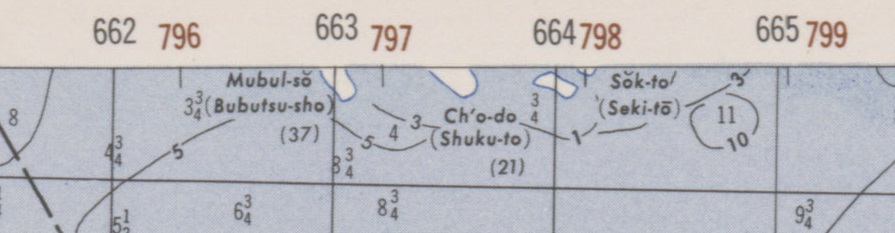 662 796 663 797 664 798 665 799
Mubul-sŏ
3¾ (Bubutsu-sho)
(37)
Ch'o-do
(Shuku-to)
(21)
¾
Sŏk-to
(Seki-tō)
3
11
10
8
4¾
5
3
4
5
8¾
1
5½
6¾
8¾
9¾